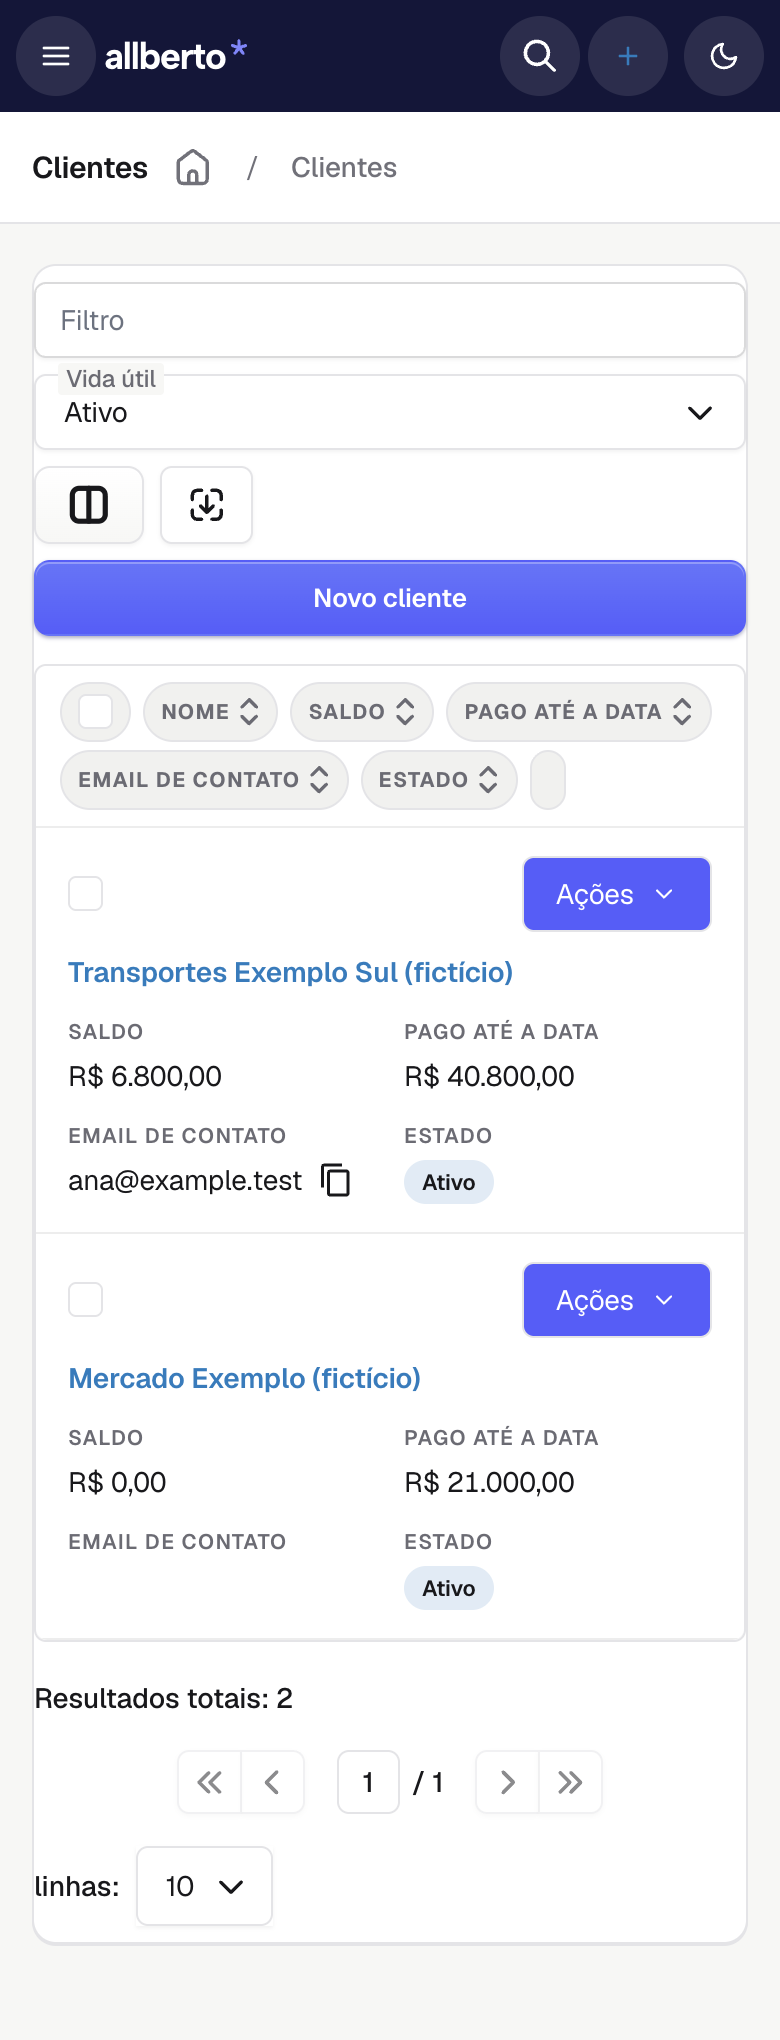 allberto*
Clientes / Clientes
Filtro
Vida útil
Ativo
Novo cliente
NOME SALDO PAGO ATÉ A DATA
EMAIL DE CONTATO ESTADO
Ações
Transportes Exemplo Sul (fictício)
SALDO PAGO ATÉ A DATA
R$ 6.800,00 R$ 40.800,00
EMAIL DE CONTATO ESTADO
ana@example.test Ativo
Ações
Mercado Exemplo (fictício)
SALDO PAGO ATÉ A DATA
R$ 0,00 R$ 21.000,00
EMAIL DE CONTATO ESTADO
Ativo
Resultados totais: 2
1 / 1
linhas: 10